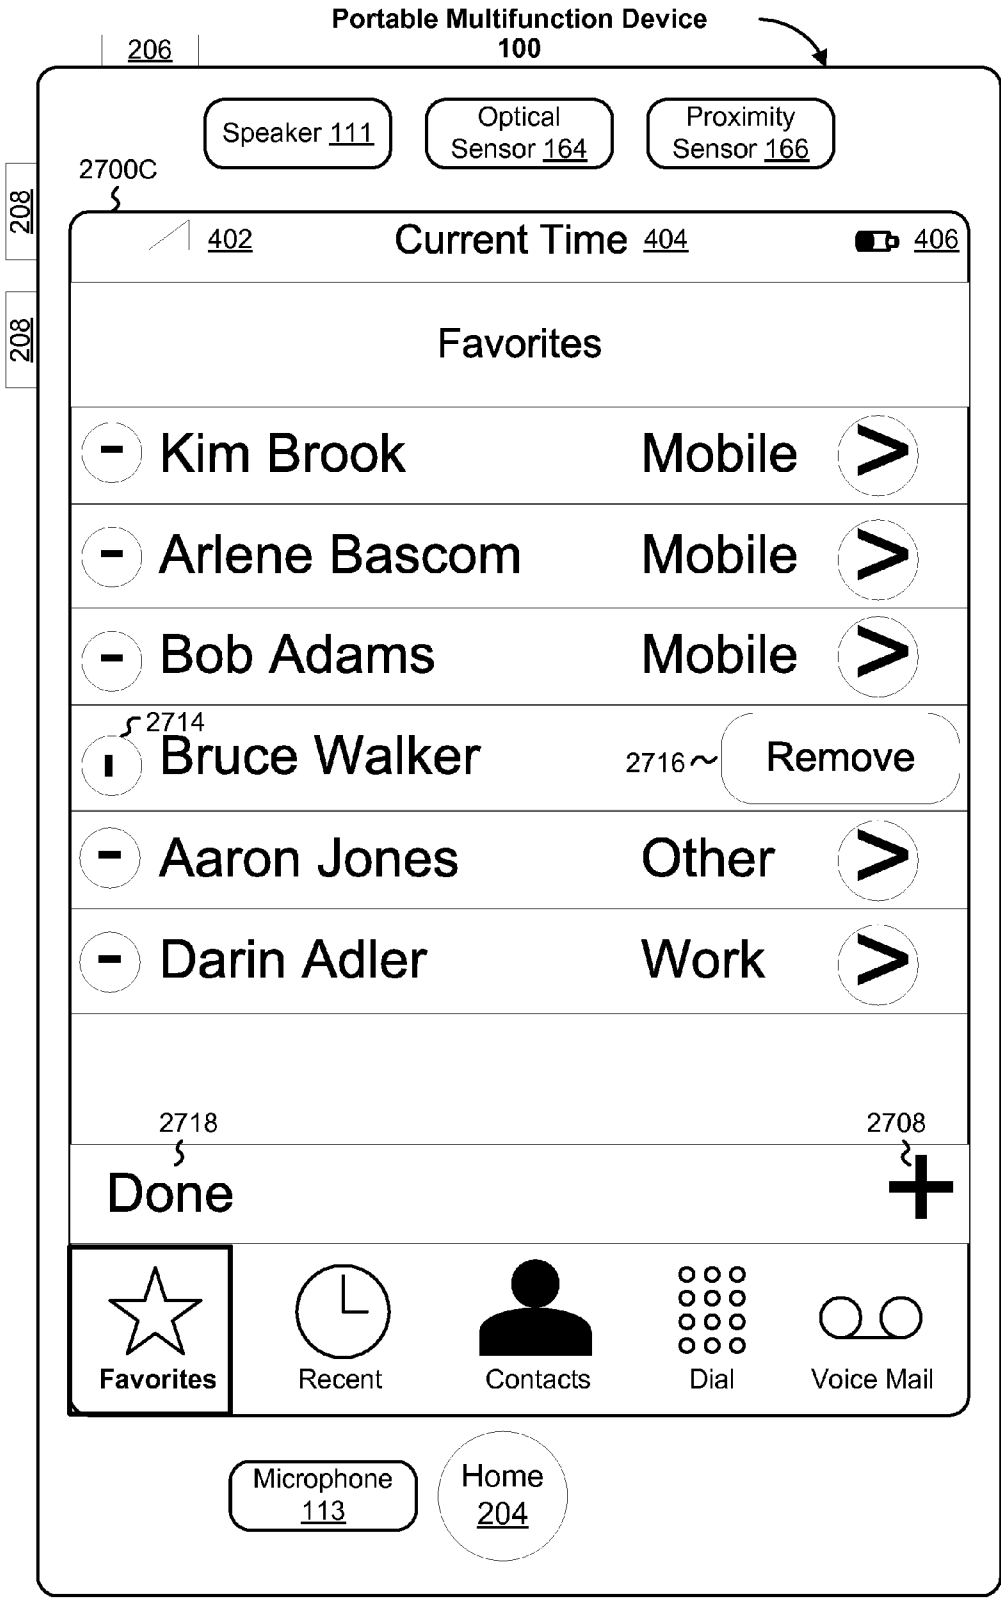 Portable Multifunction Device
100
206
Speaker 111
Optical
Sensor 164
Proximity
Sensor 166
2700C
208
208
402
Current Time 404
406
Favorites
- Kim Brook Mobile >
- Arlene Bascom Mobile >
- Bob Adams Mobile >
2714
Bruce Walker 2716 Remove
- Aaron Jones Other >
- Darin Adler Work >
2718
2708
Done +
Favorites
Recent
Contacts
Dial
Voice Mail
Microphone
113
Home
204